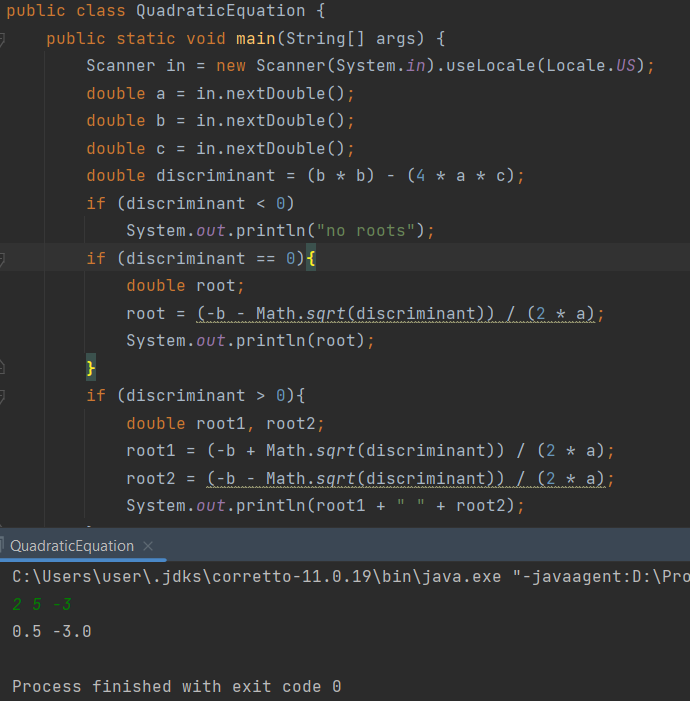 public class QuadraticEquation {
public static void main(String[] args) {
Scanner in = new Scanner(System.in).useLocale(Locale.US);
double a = in.nextDouble();
double b = in.nextDouble();
double c = in.nextDouble();
double discriminant = (b * b) - (4 * a * c);
if (discriminant < 0)
System.out.println("no roots");
if (discriminant == 0){
double root;
root = (-b - Math.sqrt(discriminant)) / (2 * a);
System.out.println(root);
}
if (discriminant > 0){
double root1, root2;
root1 = (-b + Math.sqrt(discriminant)) / (2 * a);
root2 = (-b - Math.sqrt(discriminant)) / (2 * a);
System.out.println(root1 + " " + root2);
QuadraticEquation ×
C:\Users\user\.jdks\corretto-11.0.19\bin\java.exe "-javaagent:D:\Pro
2 5 -3
0.5 -3.0
Process finished with exit code 0